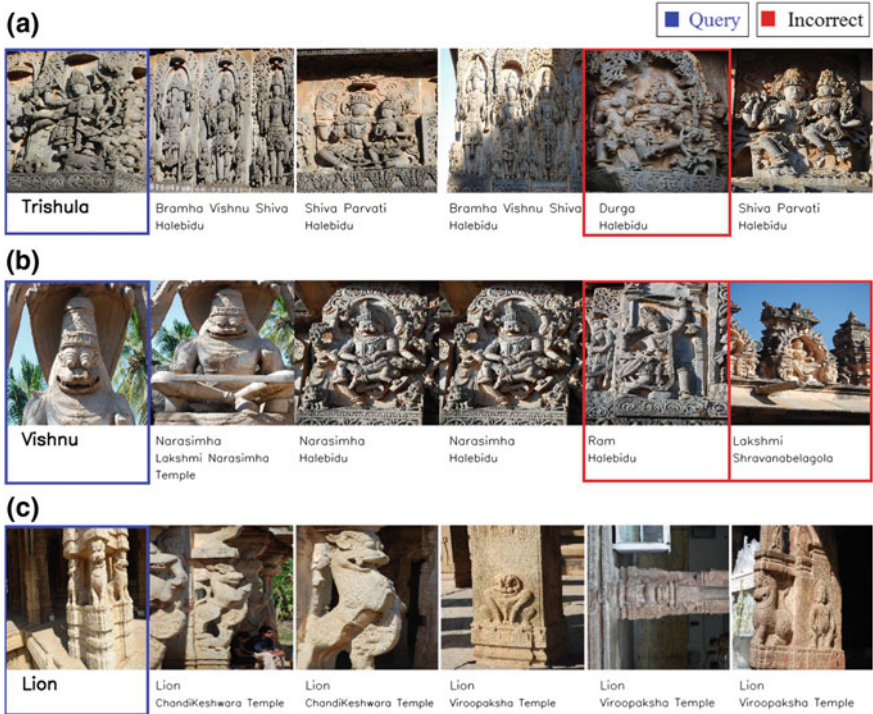 (a)
Query
Incorrect
Trishula
Bramha Vishnu Shiva
Halebidu
Shiva Parvati
Halebidu
Bramha Vishnu Shiva
Halebidu
Durga
Halebidu
Shiva Parvati
Halebidu
(b)
Vishnu
Narasimha
Lakshmi Narasimha
Temple
Narasimha
Halebidu
Narasimha
Halebidu
Ram
Halebidu
Lakshmi
Shravanabelagola
(c)
Lion
Lion
ChandiKeshwara Temple
Lion
ChandiKeshwara Temple
Lion
Viroopaksha Temple
Lion
Viroopaksha Temple
Lion
Viroopaksha Temple